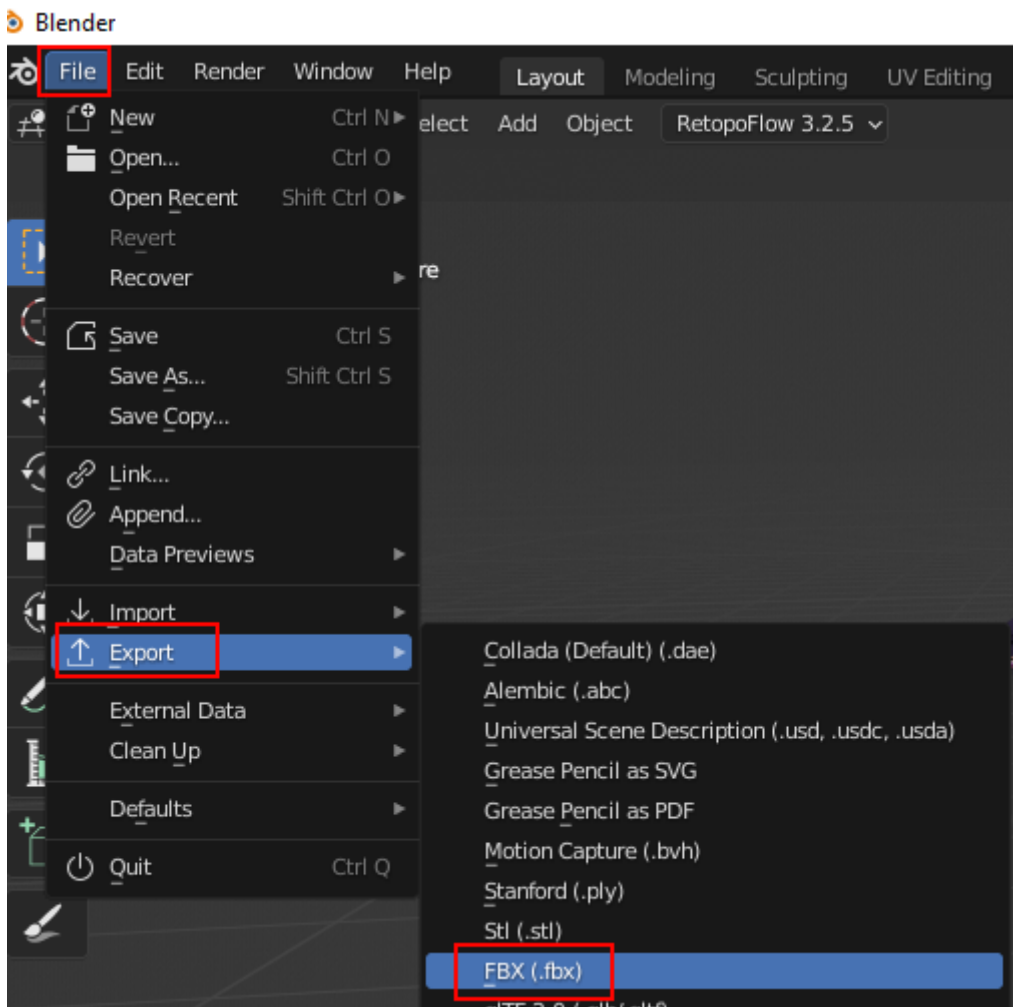 Blender
File Edit Render Window Help Layout Modeling Sculpting UV Editing
New Ctrl N
elect Add Object RetopoFlow 3.2.5
Open... Ctrl O
Open Recent Shift Ctrl O
Revert
Recover
re
Save Ctrl S
Save As... Shift Ctrl S
Save Copy...
Link...
Append...
Data Previews
Import
Export
External Data
Clean Up
Defaults
Quit Ctrl Q
Collada (Default) (.dae)
Alembic (.abc)
Universal Scene Description (.usd, .usdc, .usda)
Grease Pencil as SVG
Grease Pencil as PDF
Motion Capture (.bvh)
Stanford (.ply)
Stl (.stl)
FBX (.fbx)